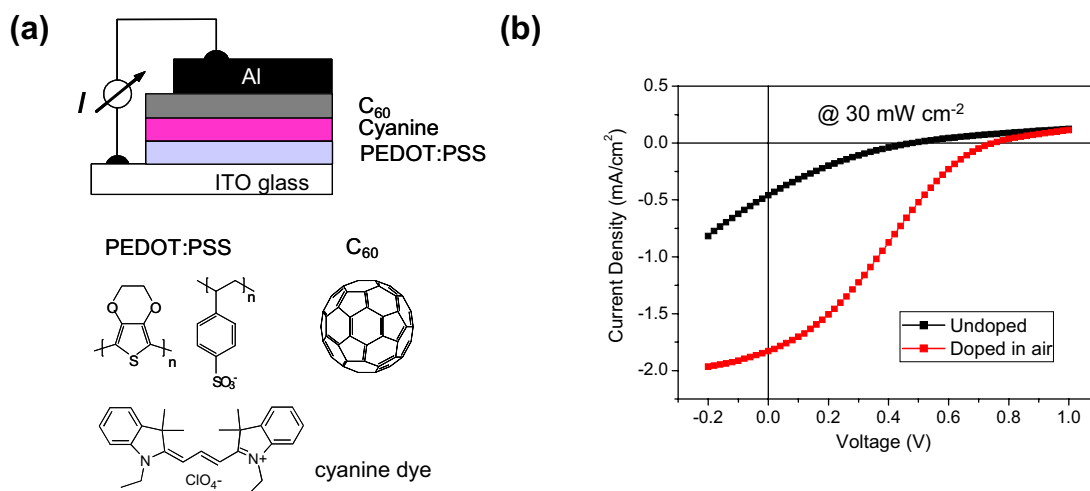 (a)
I
Al
C60
Cyanine
PEDOT:PSS
ITO glass
PEDOT:PSS
C60
O
O
S
n
n
SO3-
N
N+
ClO4-
cyanine dye
(b)
@ 30 mW cm-2
Current Density (mA/cm2)
0.5
0.0
-0.5
-1.0
-1.5
-2.0
Undoped
Doped in air
-0.2 0.0 0.2 0.4 0.6 0.8 1.0
Voltage (V)